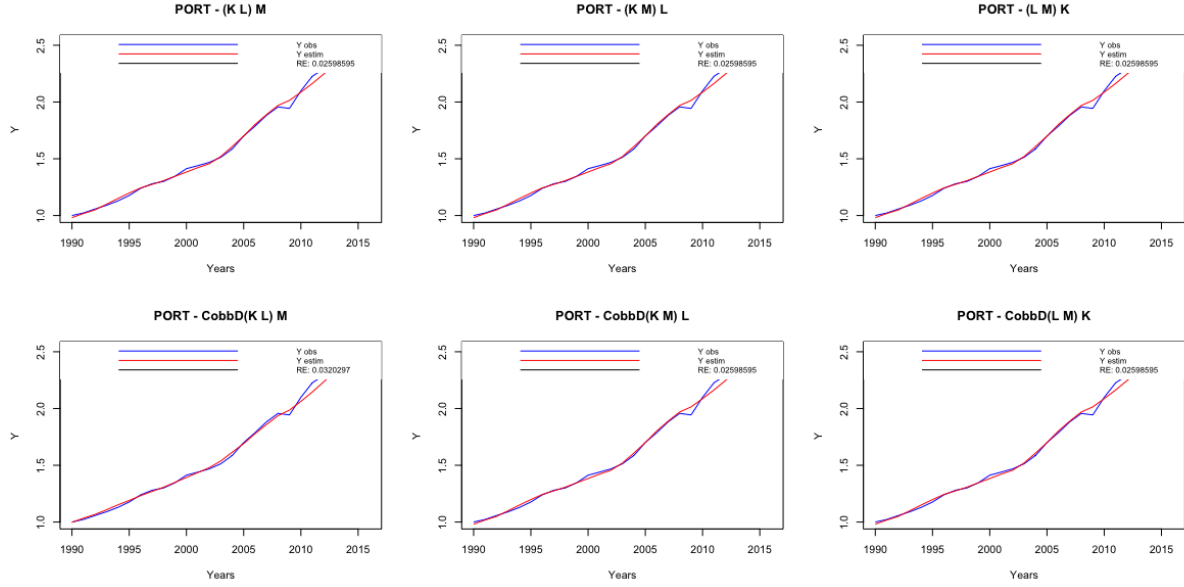 PORT - (K L) M
2.5
2.0
1.5
1.0
Y
Y obs
Y estim
RE: 0.02598595
1990 1995 2000 2005 2010 2015
Years
PORT - (K M) L
2.5
2.0
1.5
1.0
Y
Y obs
Y estim
RE: 0.02598595
1990 1995 2000 2005 2010 2015
Years
PORT - (L M) K
2.5
2.0
1.5
1.0
Y
Y obs
Y estim
RE: 0.02598595
1990 1995 2000 2005 2010 2015
Years
PORT - CobbD(K L) M
2.5
2.0
1.5
1.0
Y
Y obs
Y estim
RE: 0.0320297
1990 1995 2000 2005 2010 2015
Years
PORT - CobbD(K M) L
2.5
2.0
1.5
1.0
Y
Y obs
Y estim
RE: 0.02598595
1990 1995 2000 2005 2010 2015
Years
PORT - CobbD(L M) K
2.5
2.0
1.5
1.0
Y
Y obs
Y estim
RE: 0.02598595
1990 1995 2000 2005 2010 2015
Years